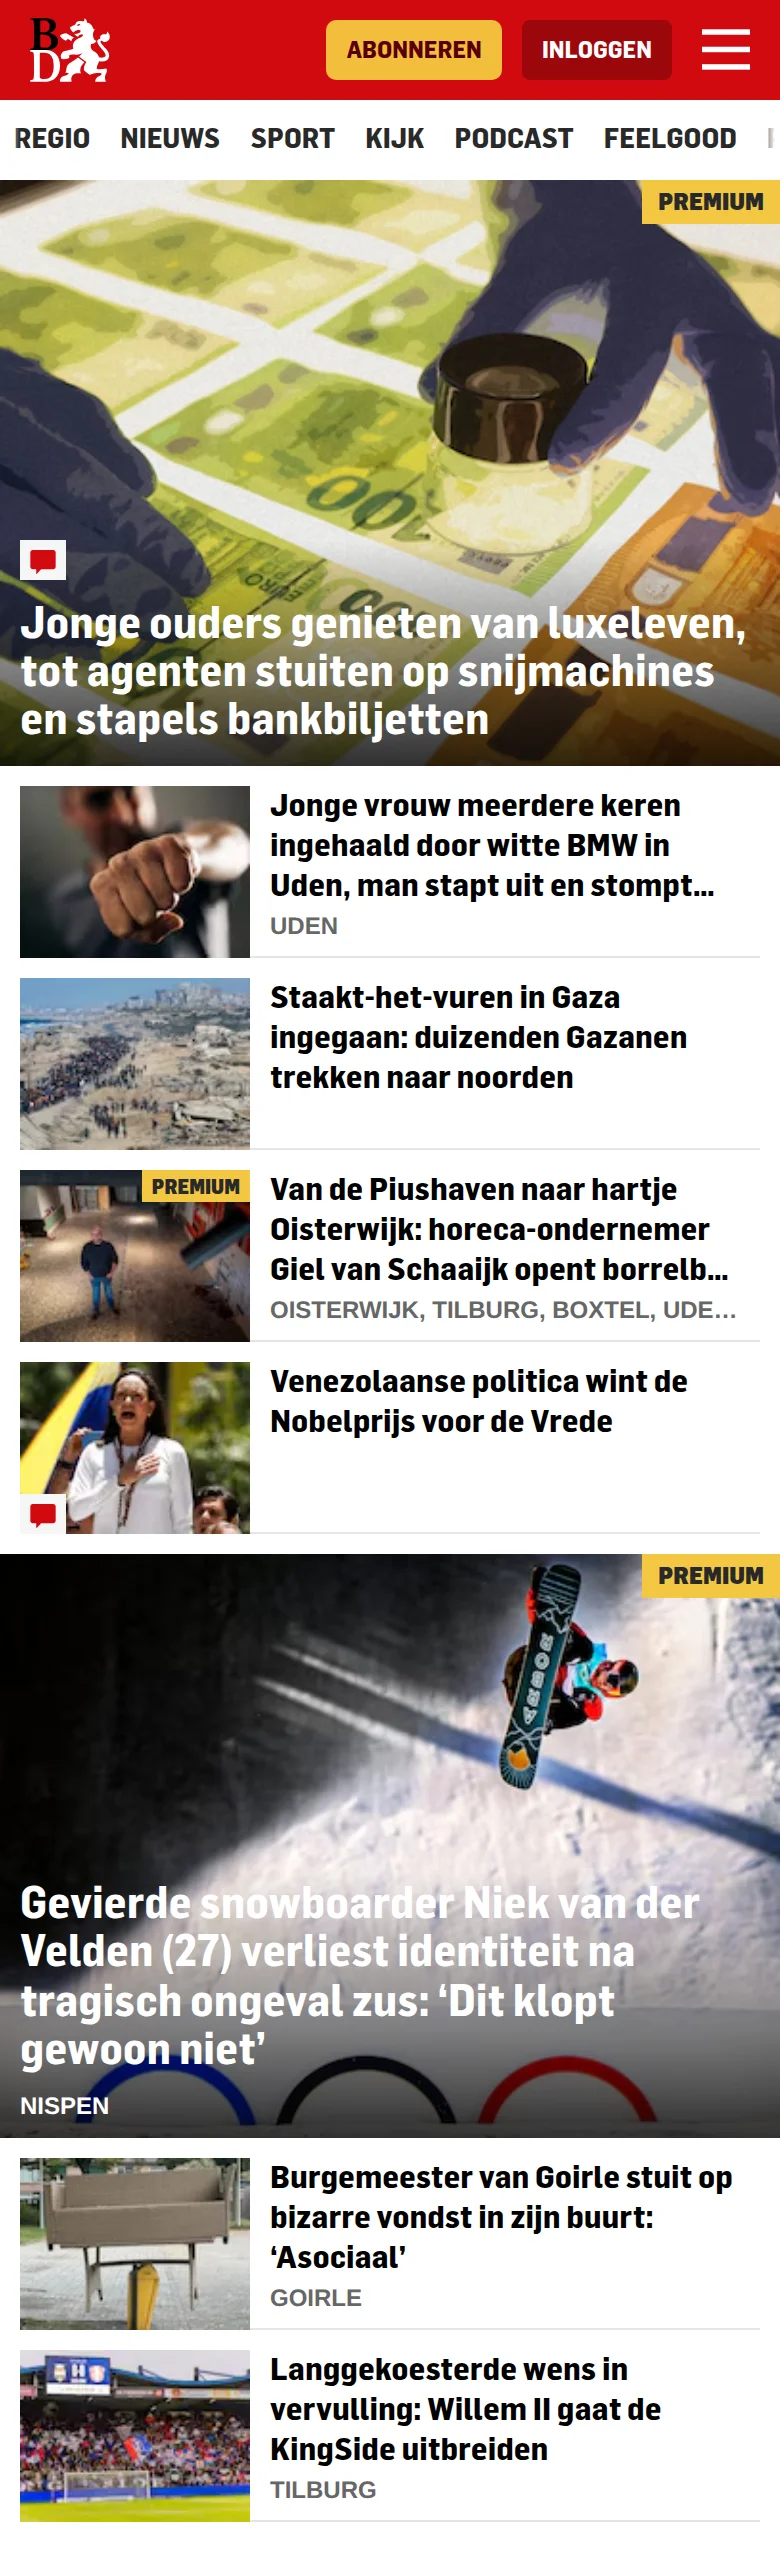 B
D
ABONNEREN
INLOGGEN
REGIO NIEUWS SPORT KIJK PODCAST FEELGOOD
PREMIUM
100
EURO
Jonge ouders genieten van luxeleven,
tot agenten stuiten op snijmachines
en stapels bankbiljetten
Jonge vrouw meerdere keren
ingehaald door witte BMW in
Uden, man stapt uit en stompt...
UDEN
Staakt-het-vuren in Gaza
ingegaan: duizenden Gazanen
trekken naar noorden
PREMIUM
Van de Piushaven naar hartje
Oisterwijk: horeca-ondernemer
Giel van Schaaijk opent borrelb...
OISTERWIJK, TILBURG, BOXTEL, UDE...
Venezolaanse politica wint de
Nobelprijs voor de Vrede
PREMIUM
Gevierde snowboarder Niek van der
Velden (27) verliest identiteit na
tragisch ongeval zus: ‘Dit klopt
gewoon niet’
NISPEN
Burgemeester van Goirle stuit op
bizarre vondst in zijn buurt:
‘Asociaal’
GOIRLE
Langgekoesterde wens in
vervulling: Willem II gaat de
KingSide uitbreiden
TILBURG